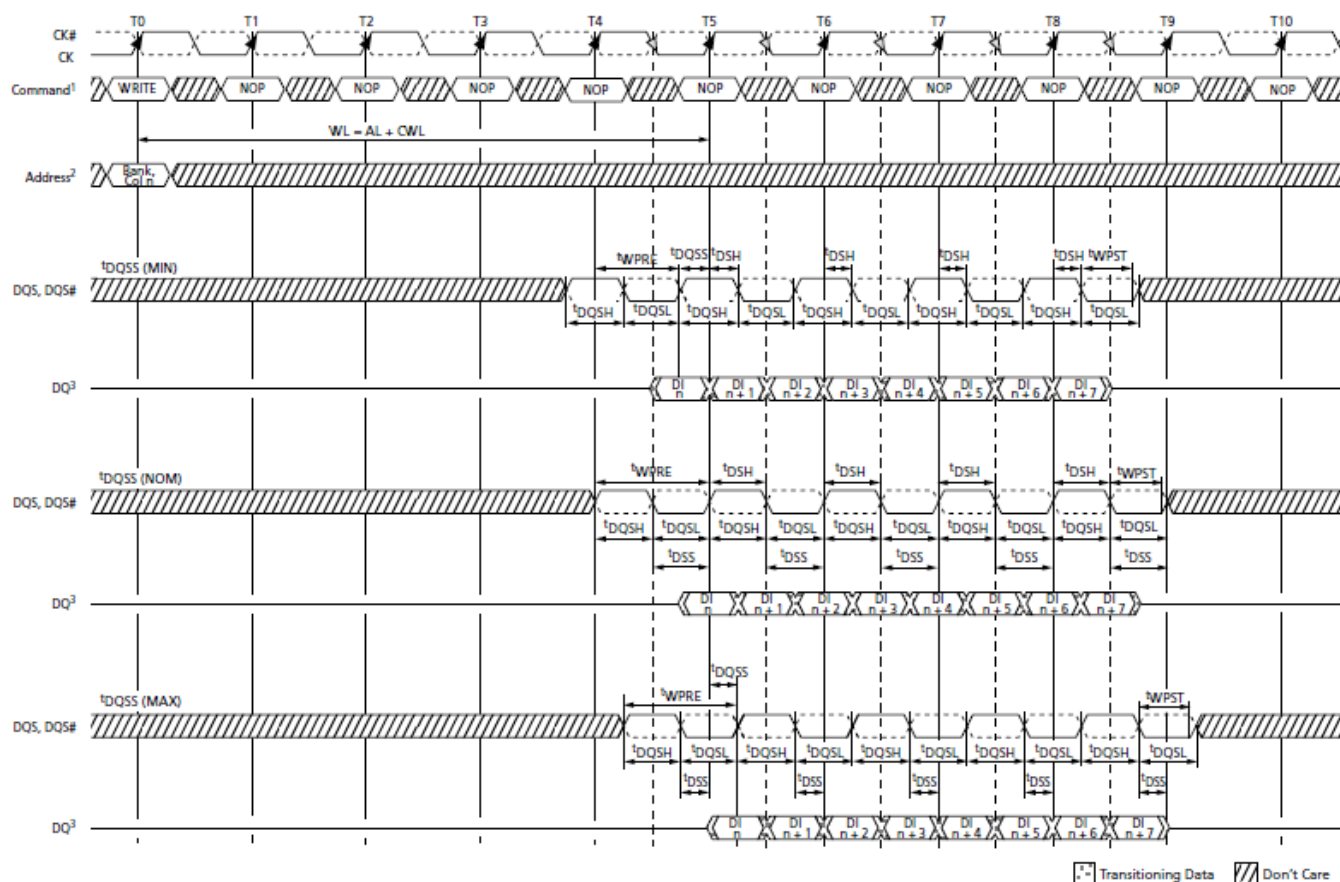 T0 T1 T2 T3 T4 T5 T6 T7 T8 T9 T10
CK#
CK
Command¹ WRITE NOP NOP NOP NOP NOP NOP NOP NOP NOP NOP
WL = AL + CWL
Address² Bank, Col n
tDQSS (MIN) tWPRE tDQSS tDSH tDSH tDSH tDSH tWPST
DQS, DQS#
tDQSH tDQSL tDQSH tDQSL tDQSH tDQSL tDQSH tDQSL tDQSH tDQSL
DQ³ DI n DI n + 1 DI n + 2 DI n + 3 DI n + 4 DI n + 5 DI n + 6 DI n + 7
tDQSS (NOM) tWPRE tDSH tDSH tDSH tDSH tWPST
DQS, DQS#
tDQSH tDQSL tDQSH tDQSL tDQSH tDQSL tDQSH tDQSL tDQSH tDQSL
tDSS tDSS tDSS tDSS tDSS
DQ³ DI n DI n + 1 DI n + 2 DI n + 3 DI n + 4 DI n + 5 DI n + 6 DI n + 7
tDQSS
tDQSS (MAX) tWPRE tWPST
DQS, DQS#
tDQSH tDQSL tDQSH tDQSL tDQSH tDQSL tDQSH tDQSL tDQSH tDQSL
tDSS tDSS tDSS tDSS tDSS
DQ³ DI n DI n + 1 DI n + 2 DI n + 3 DI n + 4 DI n + 5 DI n + 6 DI n + 7
Transitioning Data Don't Care